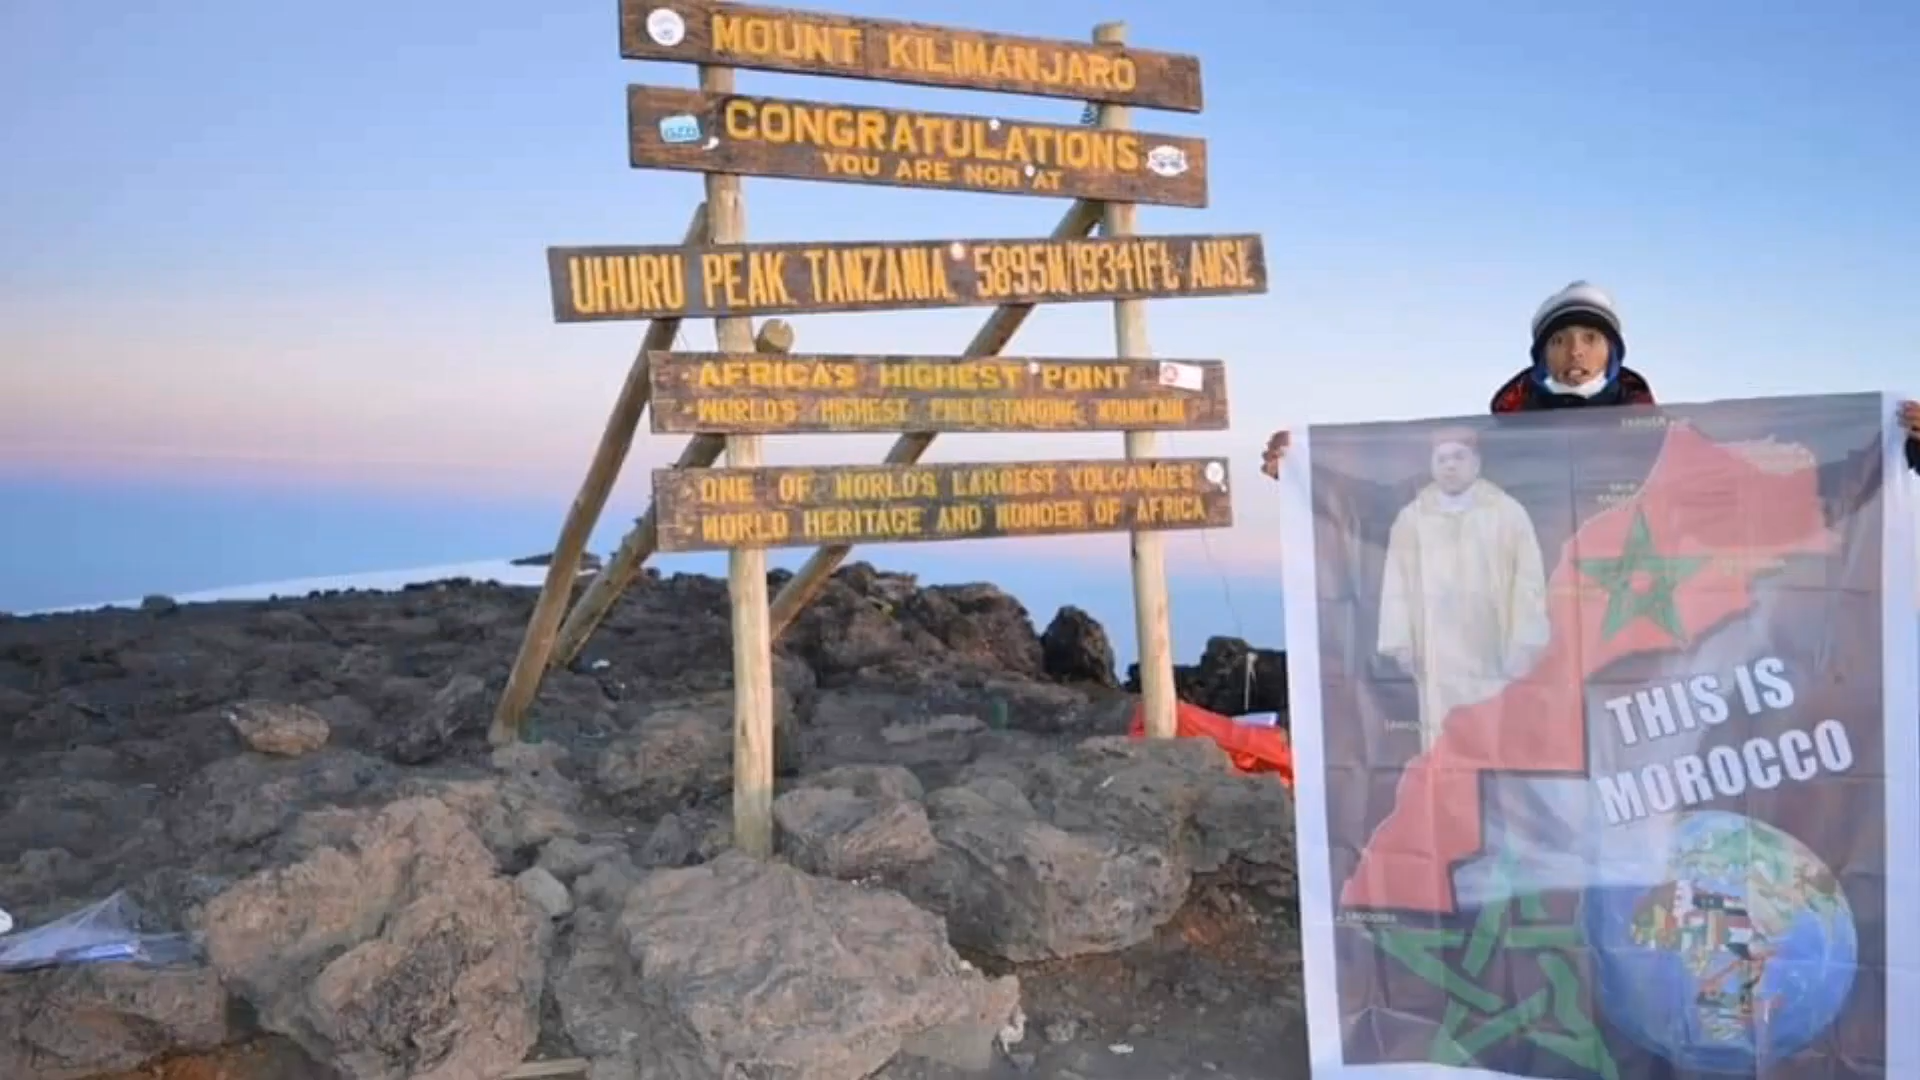 MOUNT KILIMANJARO
CONGRATULATIONS
YOU ARE NOW AT
UHURU PEAK TANZANIA 5895M/19341Ft AMSL
AFRICA'S HIGHEST POINT
WORLD'S HIGHEST FREESTANDING MOUNTAIN
ONE OF WORLD'S LARGEST VOLCANOES
WORLD HERITAGE AND WONDER OF AFRICA
THIS IS
MOROCCO
LAGOUIRA